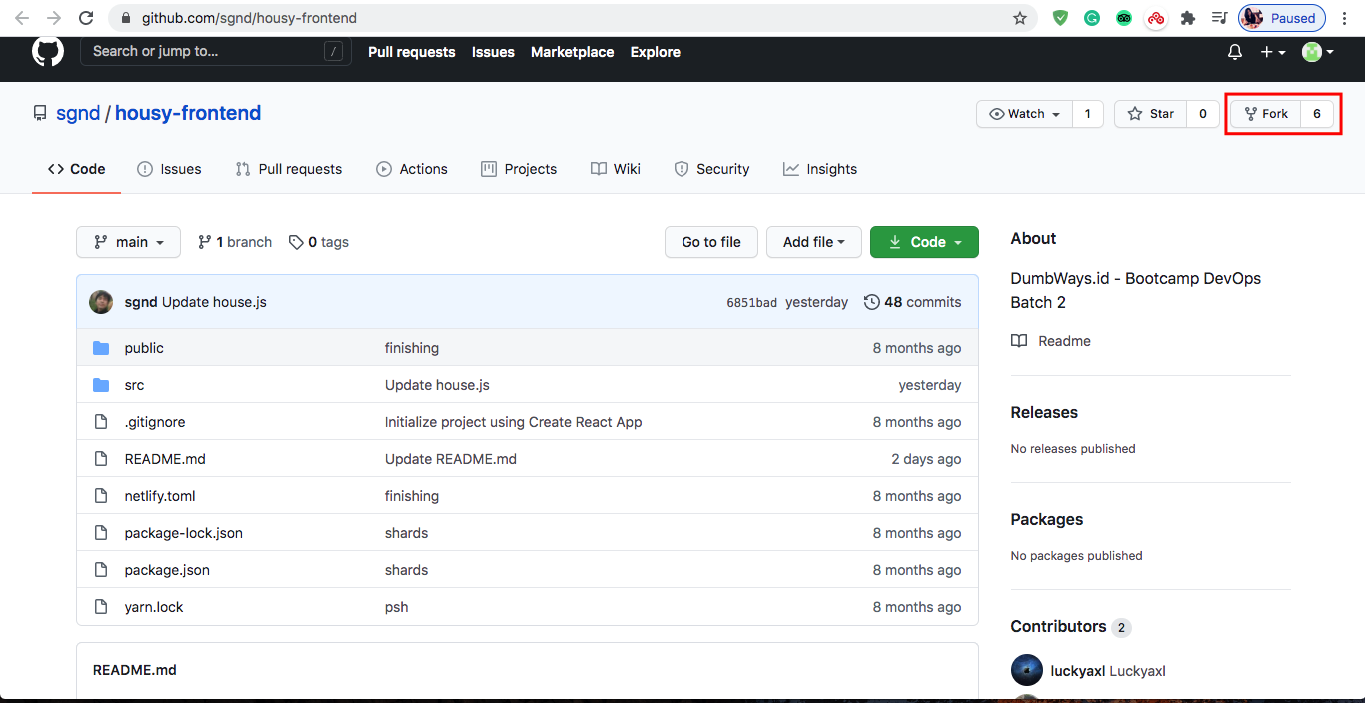 github.com/sgnd/housy-frontend
Paused
Search or jump to...
/
Pull requests Issues Marketplace Explore
sgnd / housy-frontend
Watch 1
Star 0
Fork 6
Code Issues Pull requests Actions Projects Wiki Security Insights
main 1 branch 0 tags
Go to file Add file Code
sgnd Update house.js 6851bad yesterday 48 commits
public finishing 8 months ago
src Update house.js yesterday
.gitignore Initialize project using Create React App 8 months ago
README.md Update README.md 2 days ago
netlify.toml finishing 8 months ago
package-lock.json shards 8 months ago
package.json shards 8 months ago
yarn.lock psh 8 months ago
README.md
About
DumbWays.id - Bootcamp DevOps
Batch 2
Readme
Releases
No releases published
Packages
No packages published
Contributors 2
luckyaxl Luckyaxl